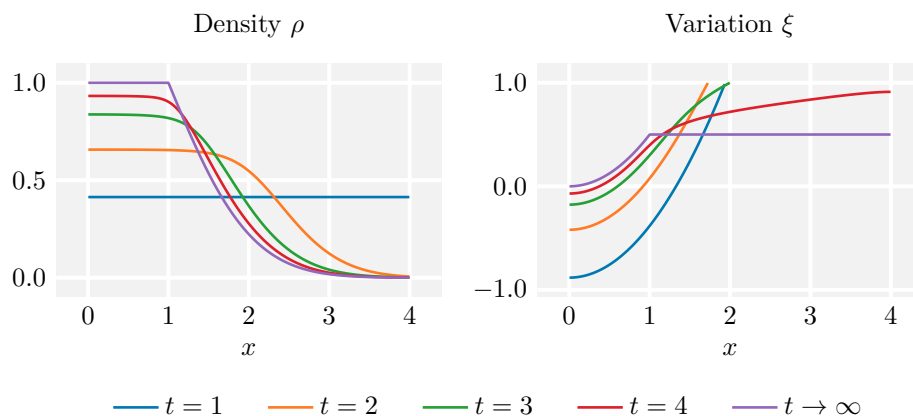 Density ρ
Variation ξ
1.0
0.5
0.0
0 1 2 3 4
x
1.0
0.0
−1.0
0 1 2 3 4
x
t = 1
t = 2
t = 3
t = 4
t → ∞